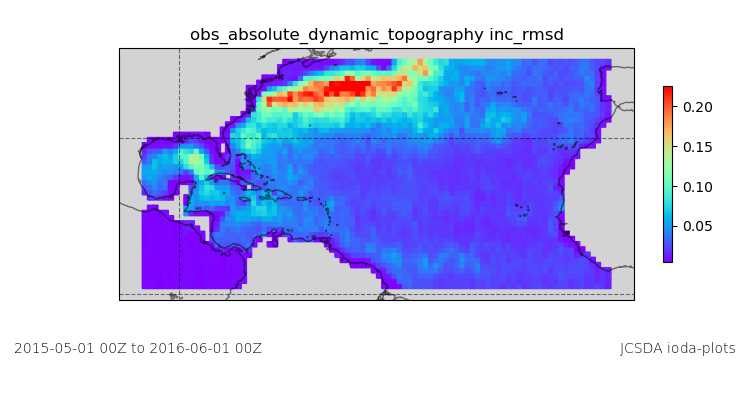 obs_absolute_dynamic_topography inc_rmsd
0.20
0.15
0.10
0.05
2015-05-01 00Z to 2016-06-01 00Z
JCSDA ioda-plots